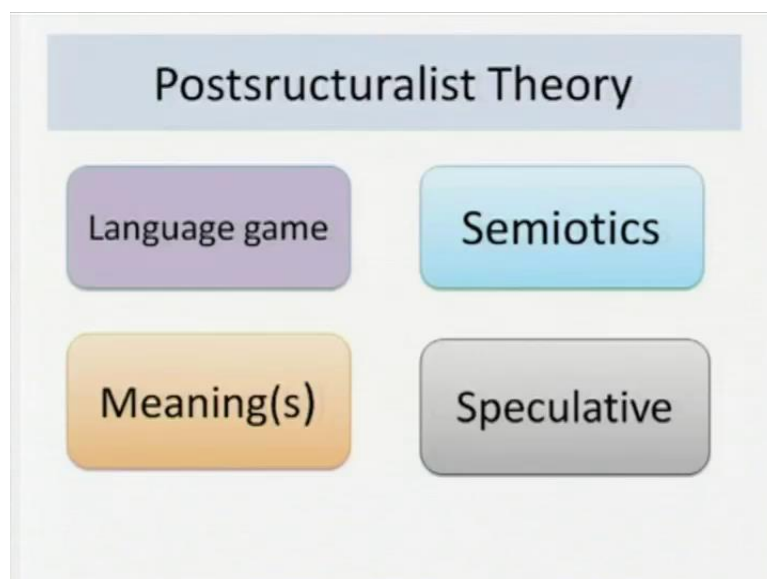 Postsructuralist Theory
Language game
Semiotics
Meaning(s)
Speculative